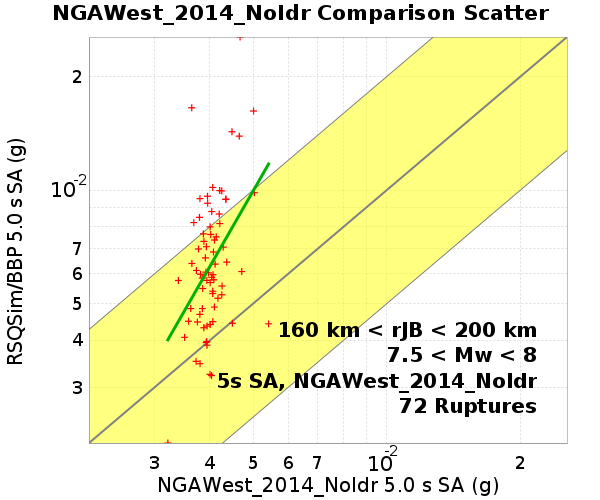 NGAWest_2014_NoIdr Comparison Scatter
RSQSim/BBP 5.0 s SA (g)
2
10-2
7
6
5
4
3
160 km < rJB < 200 km
7.5 < Mw < 8
5s SA, NGAWest_2014_NoIdr
72 Ruptures
3 4 5 6 7 10-2 2
NGAWest_2014_NoIdr 5.0 s SA (g)